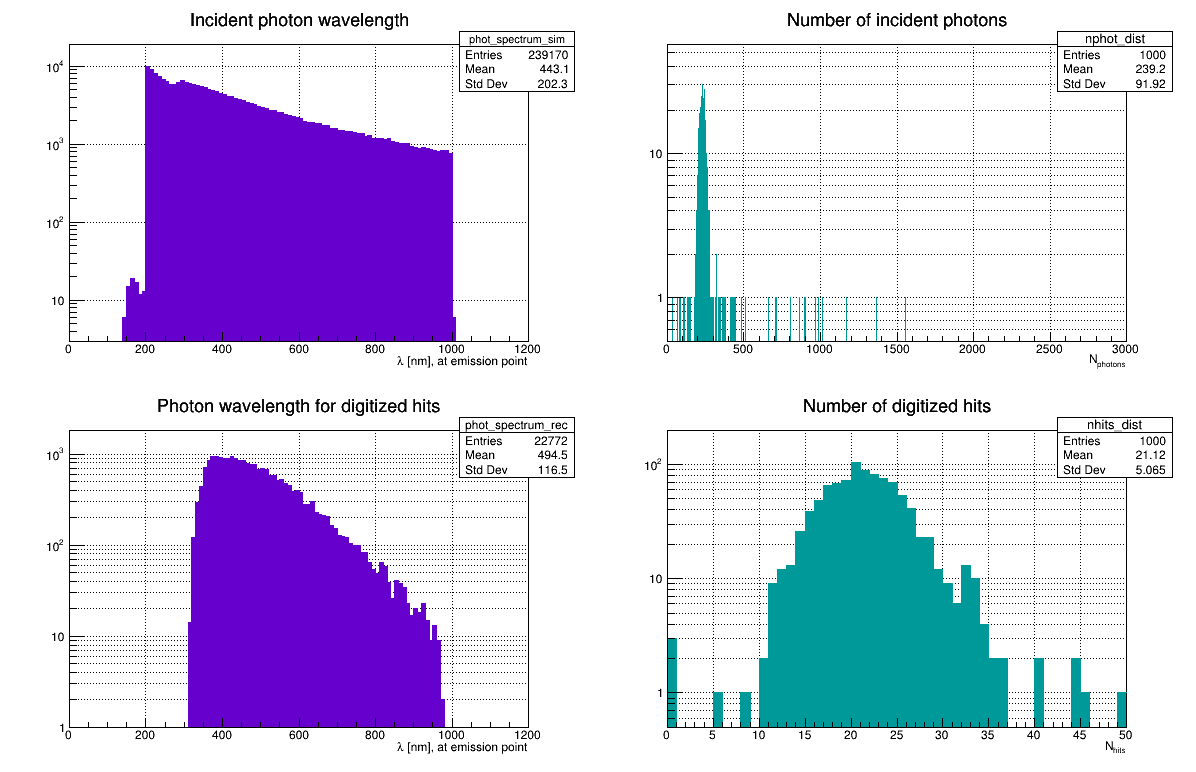 Incident photon wavelength
phot_spectrum_sim
Entries 239170
Mean 443.1
Std Dev 202.3
10^4
10^3
10^2
10
0 200 400 600 800 1000 1200
λ [nm], at emission point
Number of incident photons
nphot_dist
Entries 1000
Mean 239.2
Std Dev 91.92
10
1
0 500 1000 1500 2000 2500 3000
N_photons
Photon wavelength for digitized hits
phot_spectrum_rec
Entries 22772
Mean 494.5
Std Dev 116.5
10^3
10^2
10
1
0 200 400 600 800 1000 1200
λ [nm], at emission point
Number of digitized hits
nhits_dist
Entries 1000
Mean 21.12
Std Dev 5.065
10^2
10
1
0 5 10 15 20 25 30 35 40 45 50
N_hits